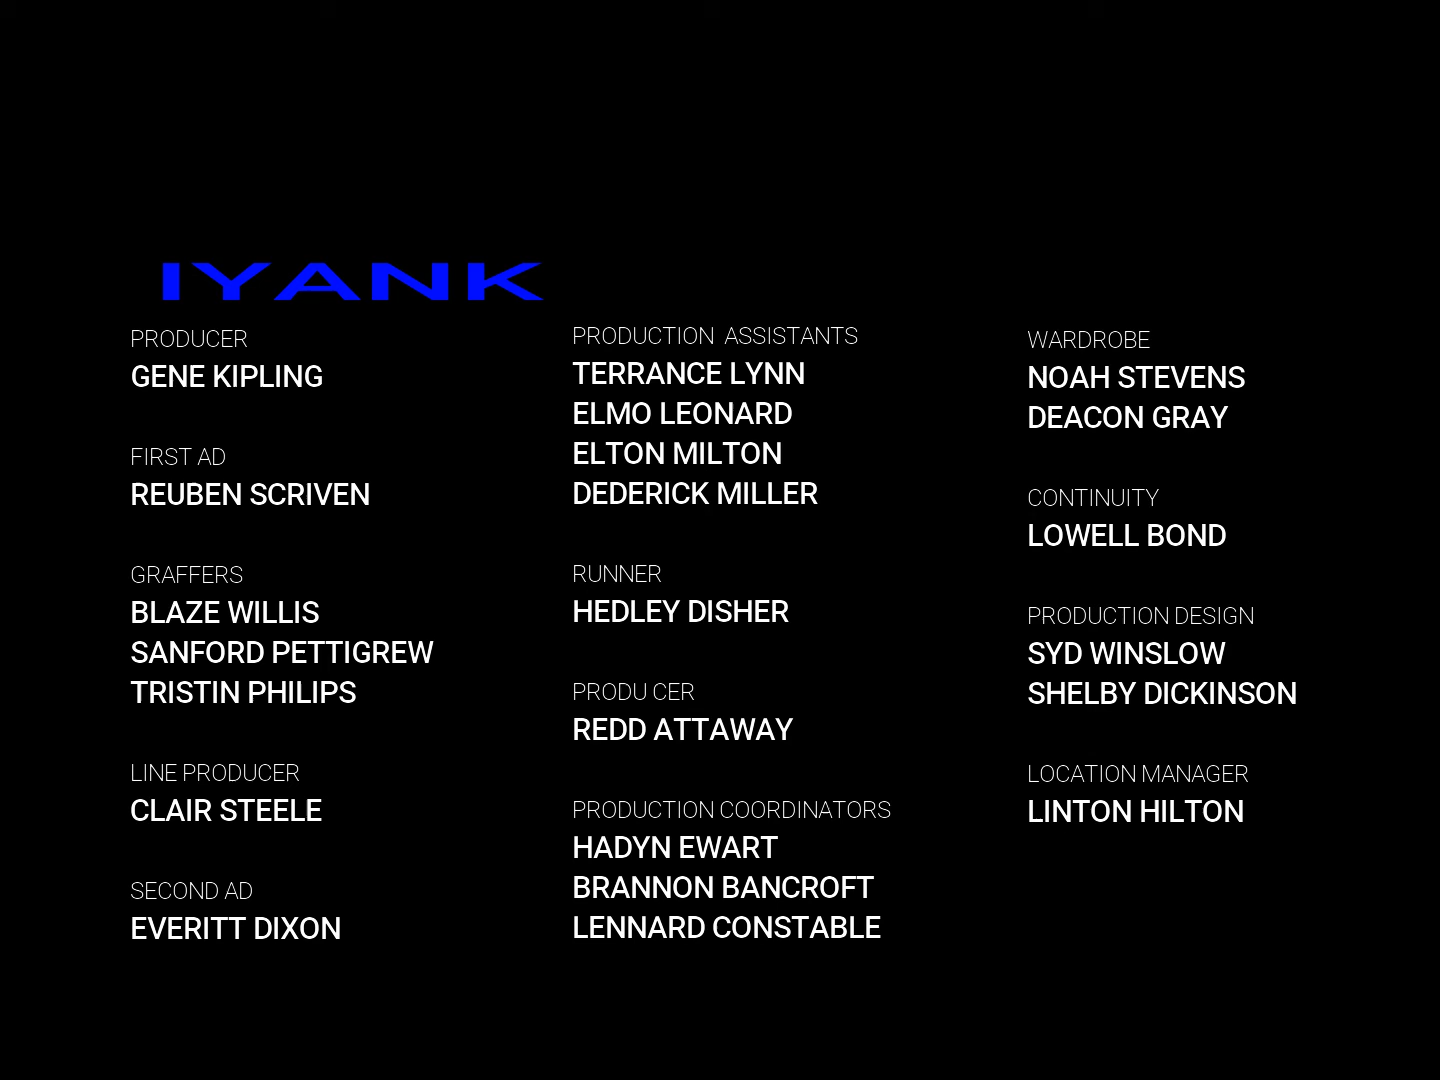 IYANK
PRODUCER
GENE KIPLING
FIRST AD
REUBEN SCRIVEN
GRAFFERS
BLAZE WILLIS
SANFORD PETTIGREW
TRISTIN PHILIPS
LINE PRODUCER
CLAIR STEELE
SECOND AD
EVERITT DIXON
PRODUCTION  ASSISTANTS
TERRANCE LYNN
ELMO LEONARD
ELTON MILTON
DEDERICK MILLER
RUNNER
HEDLEY DISHER
PRODU CER
REDD ATTAWAY
PRODUCTION COORDINATORS
HADYN EWART
BRANNON BANCROFT
LENNARD CONSTABLE
WARDROBE
NOAH STEVENS
DEACON GRAY
CONTINUITY
LOWELL BOND
PRODUCTION DESIGN
SYD WINSLOW
SHELBY DICKINSON
LOCATION MANAGER
LINTON HILTON